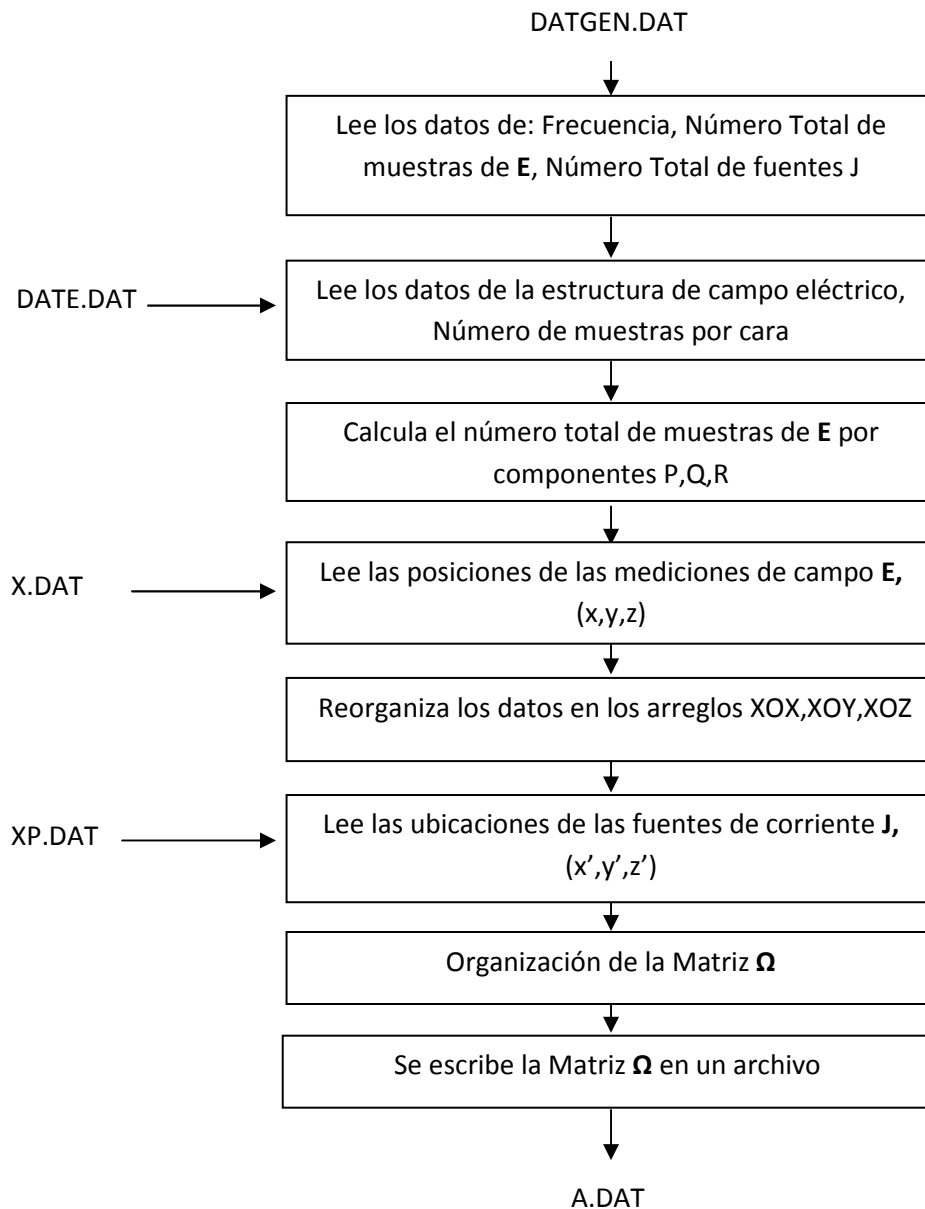 DATGEN.DAT
Lee los datos de: Frecuencia, Número Total de
muestras de E, Número Total de fuentes J
DATE.DAT
Lee los datos de la estructura de campo eléctrico,
Número de muestras por cara
Calcula el número total de muestras de E por
componentes P,Q,R
X.DAT
Lee las posiciones de las mediciones de campo E,
(x,y,z)
Reorganiza los datos en los arreglos XOX,XOY,XOZ
XP.DAT
Lee las ubicaciones de las fuentes de corriente J,
(x’,y’,z’)
Organización de la Matriz Ω
Se escribe la Matriz Ω en un archivo
A.DAT